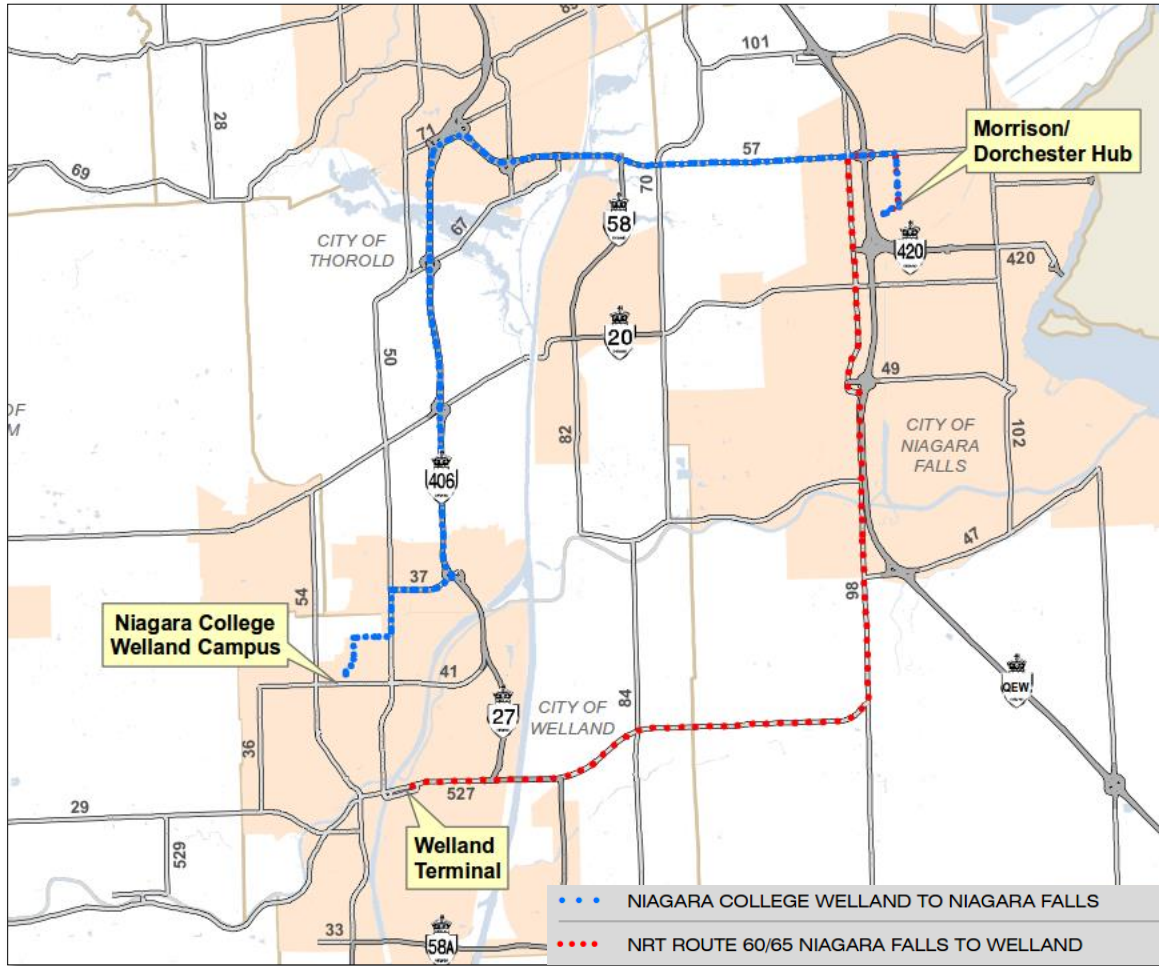 85
101
28
71
57
Morrison/
Dorchester Hub
69
70
58
67
CITY OF
THOROLD
420
420
20
50
49
82
102
OF
M
CITY OF
NIAGARA
FALLS
406
47
37
54
98
Niagara College
Welland Campus
41
QEW
84
27
CITY OF
WELLAND
36
527
29
Welland
Terminal
529
33
58A
NIAGARA COLLEGE WELLAND TO NIAGARA FALLS
NRT ROUTE 60/65 NIAGARA FALLS TO WELLAND